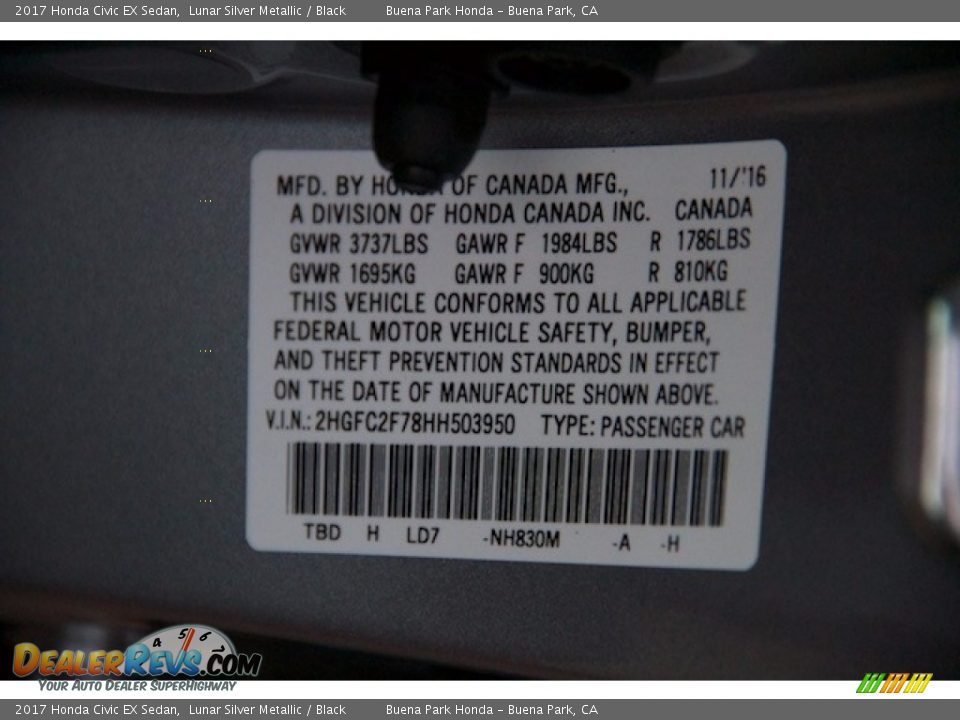 2017 Honda Civic EX Sedan, Lunar Silver Metallic / Black Buena Park Honda – Buena Park, CA
MFD. BY HONDA OF CANADA MFG., 11/'16
A DIVISION OF HONDA CANADA INC. CANADA
GVWR 3737LBS GAWR F 1984LBS R 1786LBS
GVWR 1695KG GAWR F 900KG R 810KG
THIS VEHICLE CONFORMS TO ALL APPLICABLE
FEDERAL MOTOR VEHICLE SAFETY, BUMPER,
AND THEFT PREVENTION STANDARDS IN EFFECT
ON THE DATE OF MANUFACTURE SHOWN ABOVE.
V.I.N.: 2HGFC2F78HH503950 TYPE: PASSENGER CAR
TBD H LD7 -NH830M -A -H
4 5 6 7
DEALERREVS.COM
YOUR AUTO DEALER SUPERHIGHWAY
2017 Honda Civic EX Sedan, Lunar Silver Metallic / Black Buena Park Honda – Buena Park, CA